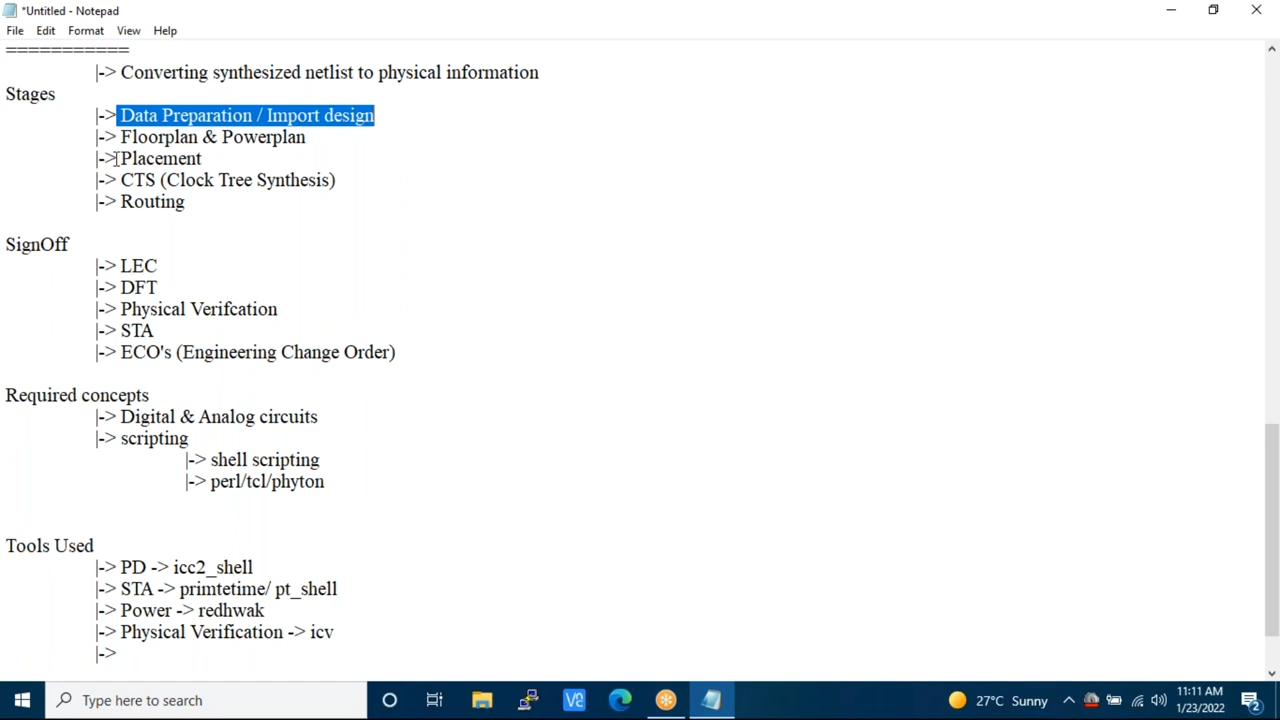 *Untitled - Notepad
File Edit Format View Help
===========
|-> Converting synthesized netlist to physical information
Stages
|-> Data Preparation / Import design
|-> Floorplan & Powerplan
|-> Placement
|-> CTS (Clock Tree Synthesis)
|-> Routing
SignOff
|-> LEC
|-> DFT
|-> Physical Verifcation
|-> STA
|-> ECO's (Engineering Change Order)
Required concepts
|-> Digital & Analog circuits
|-> scripting
|-> shell scripting
|-> perl/tcl/phyton
Tools Used
|-> PD -> icc2_shell
|-> STA -> primtetime/ pt_shell
|-> Power -> redhwak
|-> Physical Verification -> icv
|->
Type here to search
27°C Sunny
11:11 AM
1/23/2022
2